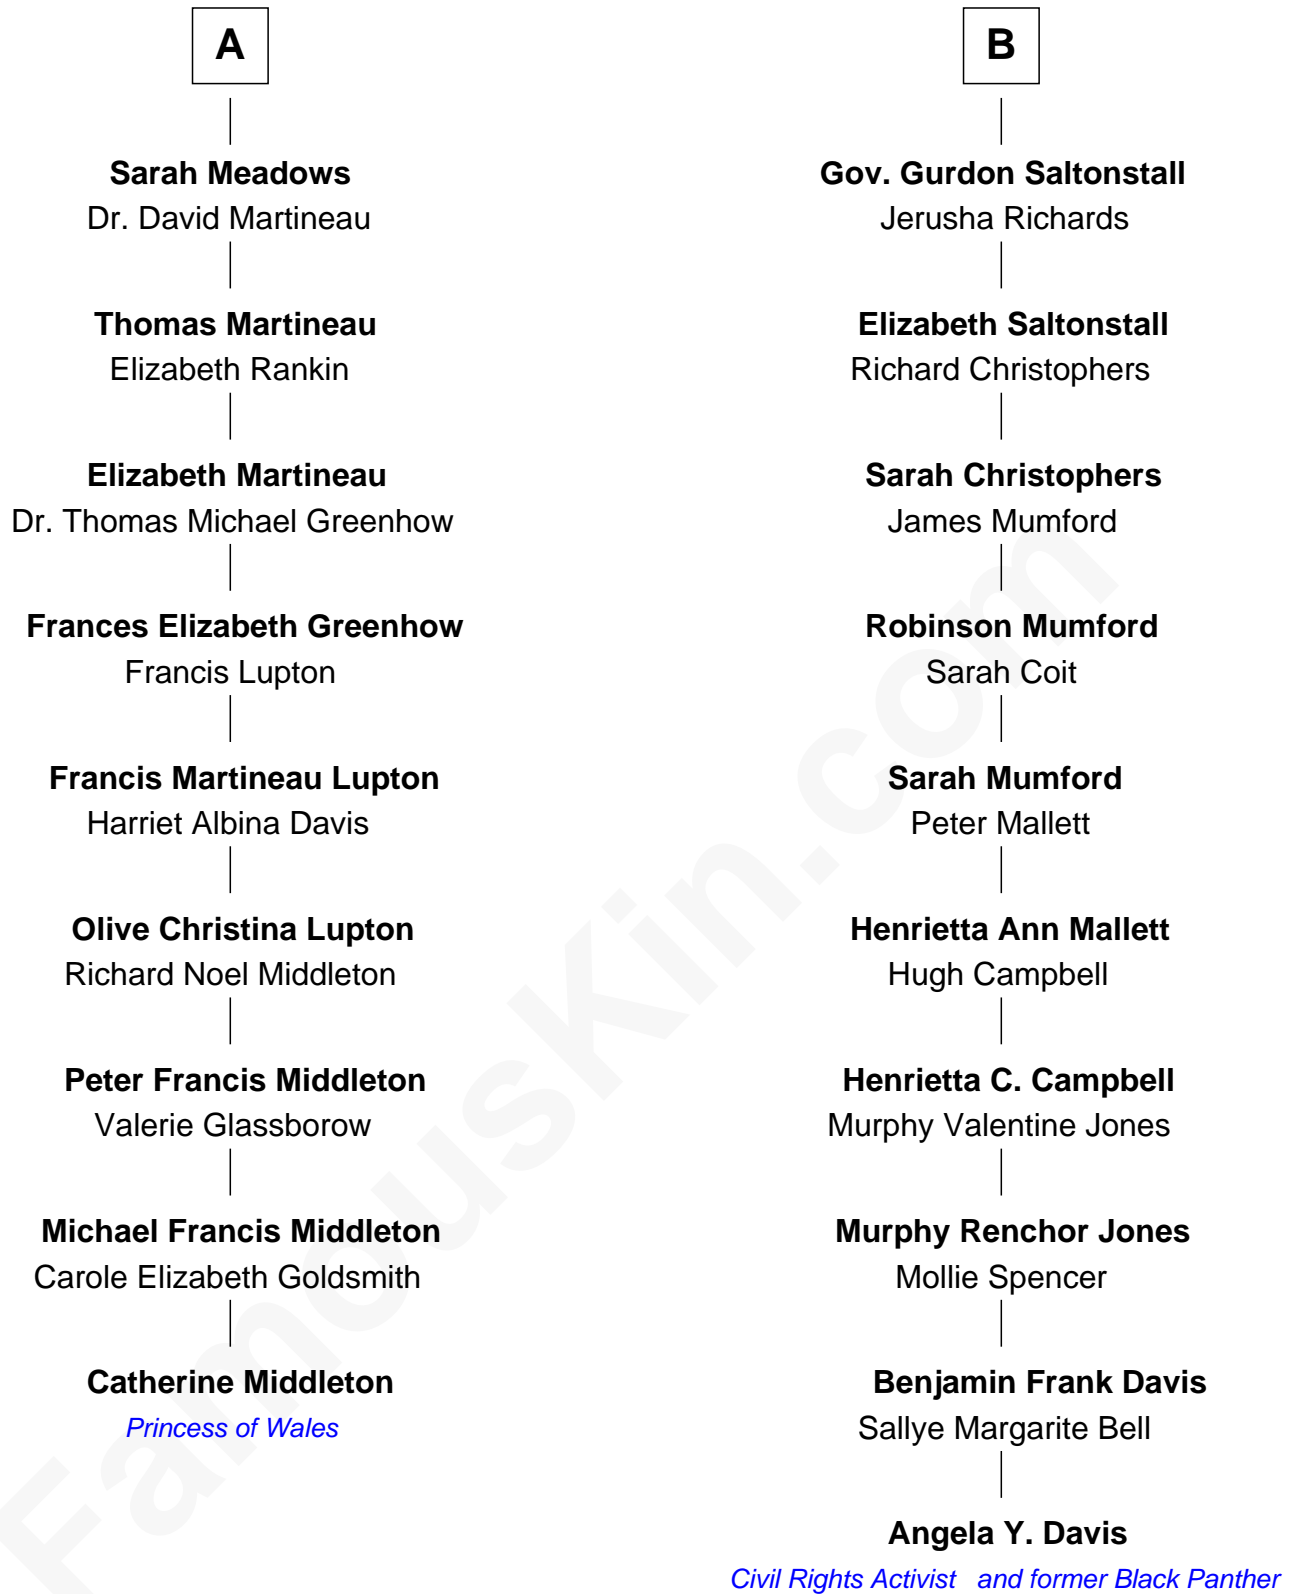 A
Sarah Meadows
Dr. David Martineau
Thomas Martineau
Elizabeth Rankin
Elizabeth Martineau
Dr. Thomas Michael Greenhow
Frances Elizabeth Greenhow
Francis Lupton
Francis Martineau Lupton
Harriet Albina Davis
Olive Christina Lupton
Richard Noel Middleton
Peter Francis Middleton
Valerie Glassborow
Michael Francis Middleton
Carole Elizabeth Goldsmith
Catherine Middleton
Princess of Wales
B
Gov. Gurdon Saltonstall
Jerusha Richards
Elizabeth Saltonstall
Richard Christophers
Sarah Christophers
James Mumford
Robinson Mumford
Sarah Coit
Sarah Mumford
Peter Mallett
Henrietta Ann Mallett
Hugh Campbell
Henrietta C. Campbell
Murphy Valentine Jones
Murphy Renchor Jones
Mollie Spencer
Benjamin Frank Davis
Sallye Margarite Bell
Angela Y. Davis
Civil Rights Activist and former Black Panther
FamousKin.com